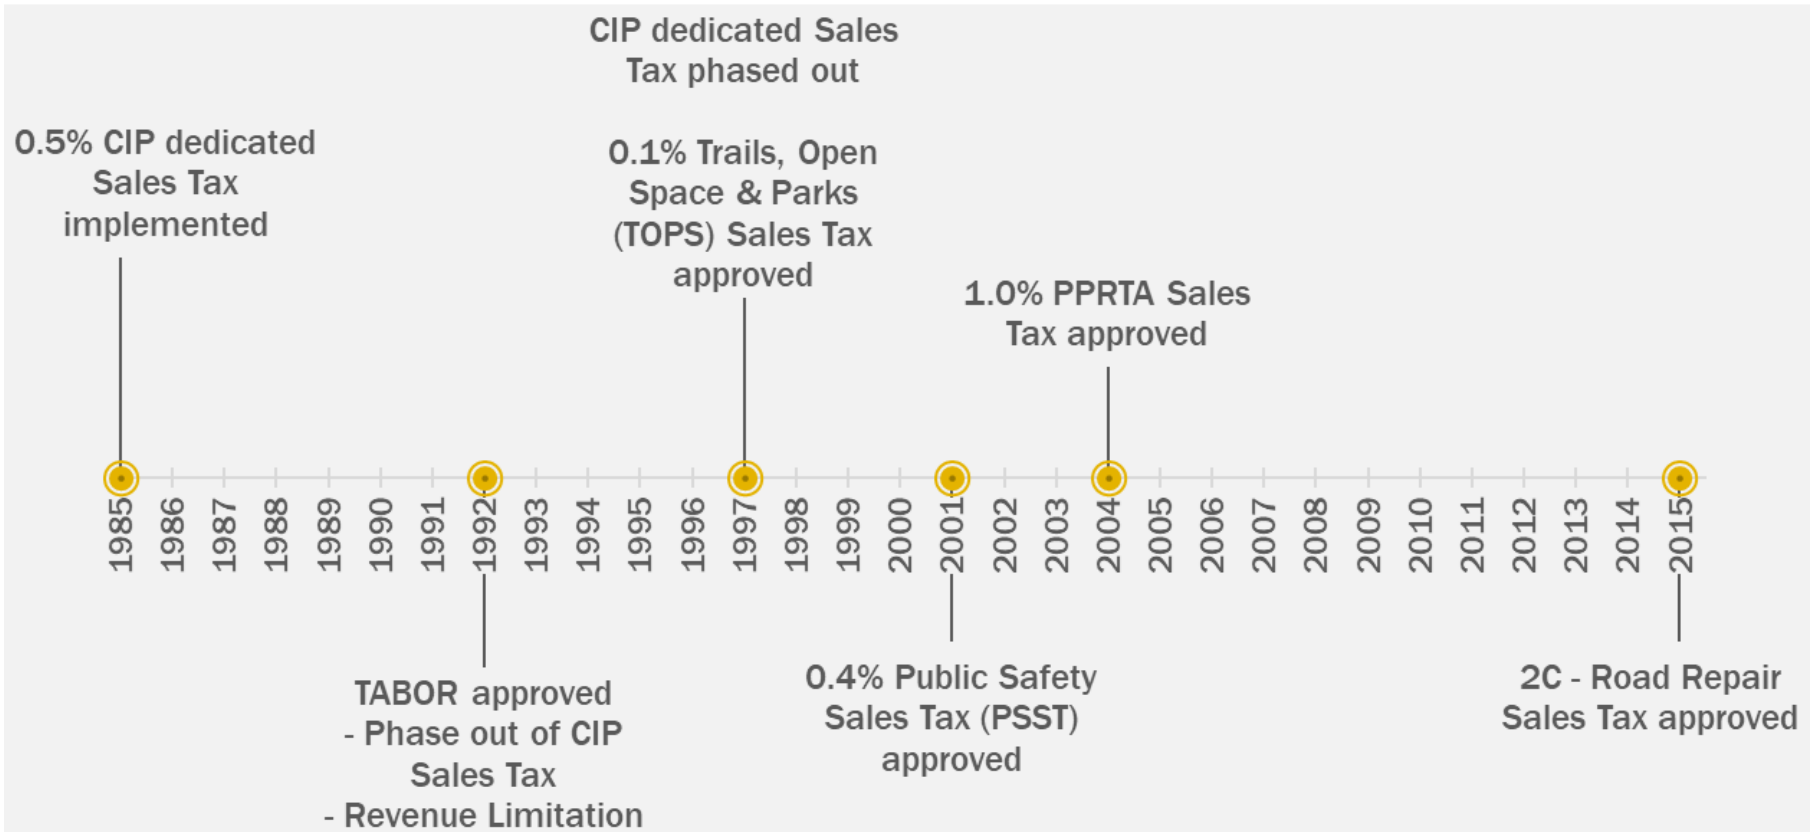 CIP dedicated Sales
Tax phased out
0.5% CIP dedicated
Sales Tax
implemented
0.1% Trails, Open
Space & Parks
(TOPS) Sales Tax
approved
1.0% PPRTA Sales
Tax approved
1985
1986
1987
1988
1989
1990
1991
1992
1993
1994
1995
1996
1997
1998
1999
2000
2001
2002
2003
2004
2005
2006
2007
2008
2009
2010
2011
2012
2013
2014
2015
TABOR approved
- Phase out of CIP
Sales Tax
- Revenue Limitation
0.4% Public Safety
Sales Tax (PSST)
approved
2C - Road Repair
Sales Tax approved